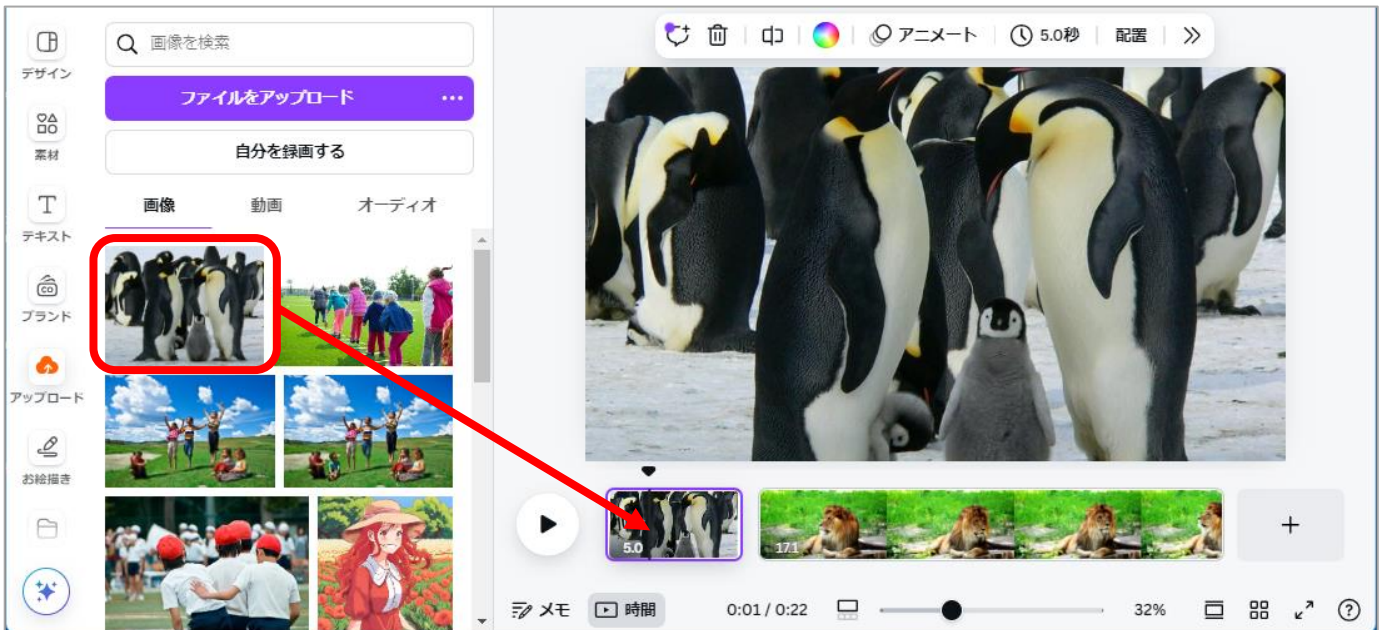 デザイン
素材
テキスト
ブランド
CO
アップロード
お絵描き
画像を検索
ファイルをアップロード
自分を録画する
画像 動画 オーディオ
アニメート 5.0秒 配置
5.0
17.1
メモ 時間 0:01 / 0:22 32%